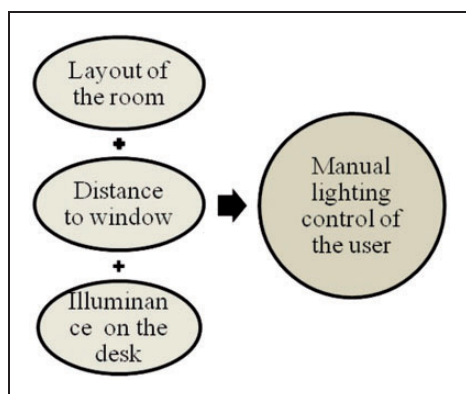 Layout of
the room
+
Distance
to window
+
Illuminan
ce on the
desk
Manual
lighting
control of
the user